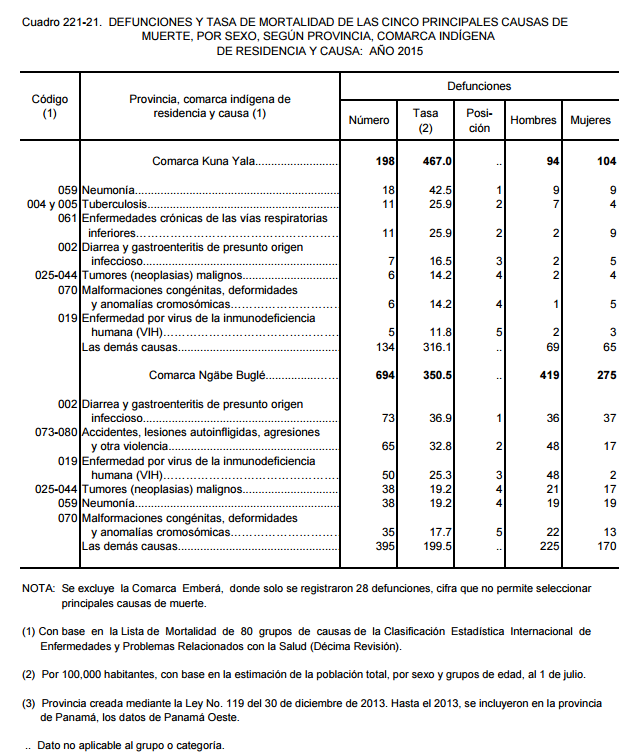 Cuadro 221-21. DEFUNCIONES Y TASA DE MORTALIDAD DE LAS CINCO PRINCIPALES CAUSAS DE
MUERTE, POR SEXO, SEGÚN PROVINCIA, COMARCA INDÍGENA
DE RESIDENCIA Y CAUSA: AÑO 2015
Código (1) Provincia, comarca indígena de residencia y causa (1) Defunciones
Número Tasa (2) Posi-ción Hombres Mujeres
Comarca Kuna Yala.......................... 198 467.0 .. 94 104
059 Neumonía.............................................................. 18 42.5 1 9 9
004 y 005 Tuberculosis........................................................... 11 25.9 2 7 4
061 Enfermedades crónicas de las vías respiratorias
inferiores…………………………………………… 11 25.9 2 2 9
002 Diarrea y gastroenteritis de presunto origen
infeccioso............................................................ 7 16.5 3 2 5
025-044 Tumores (neoplasias) malignos.............................. 6 14.2 4 2 4
070 Malformaciones congénitas, deformidades
y anomalías cromosómicas……………………… 6 14.2 4 1 5
019 Enfermedad por virus de la inmunodeficiencia
humana (VIH)……………………………………… 5 11.8 5 2 3
Las demás causas.................................................. 134 316.1 .. 69 65
Comarca Ngäbe Buglé...................…… 694 350.5 .. 419 275
002 Diarrea y gastroenteritis de presunto origen
infeccioso............................................................ 73 36.9 1 36 37
073-080 Accidentes, lesiones autoinfligidas, agresiones
y otra violencia..................................................... 65 32.8 2 48 17
019 Enfermedad por virus de la inmunodeficiencia
humana (VIH)……………………………………… 50 25.3 3 48 2
025-044 Tumores (neoplasias) malignos.............................. 38 19.2 4 21 17
059 Neumonía.............................................................. 38 19.2 4 19 19
070 Malformaciones congénitas, deformidades
y anomalías cromosómicas……………………… 35 17.7 5 22 13
Las demás causas.................................................. 395 199.5 .. 225 170
NOTA: Se excluye la Comarca Emberá, donde solo se registraron 28 defunciones, cifra que no permite seleccionar
principales causas de muerte.
(1) Con base en la Lista de Mortalidad de 80 grupos de causas de la Clasificación Estadística Internacional de
Enfermedades y Problemas Relacionados con la Salud (Décima Revisión).
(2) Por 100,000 habitantes, con base en la estimación de la población total, por sexo y grupos de edad, al 1 de julio.
(3) Provincia creada mediante la Ley No. 119 del 30 de diciembre de 2013. Hasta el 2013, se incluyeron en la provincia
de Panamá, los datos de Panamá Oeste.
.. Dato no aplicable al grupo o categoría.